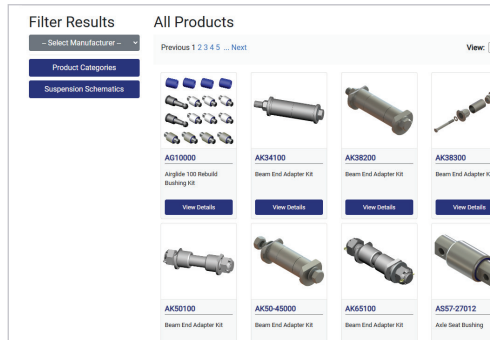 Filter Results
All Products
-- Select Manufacturer --
Product Categories
Suspension Schematics
Previous 1 2 3 4 5 ... Next
View:
AG10000
Airglide 100 Rebuild
Bushing Kit
View Details
AK34100
Beam End Adapter Kit
View Details
AK38200
Beam End Adapter Kit
View Details
AK38300
Beam End Adapter
View Details
AK50100
Beam End Adapter Kit
AK50-45000
Beam End Adapter Kit
AK65100
Beam End Adapter Kit
AS57-27012
Axle Seat Bushing